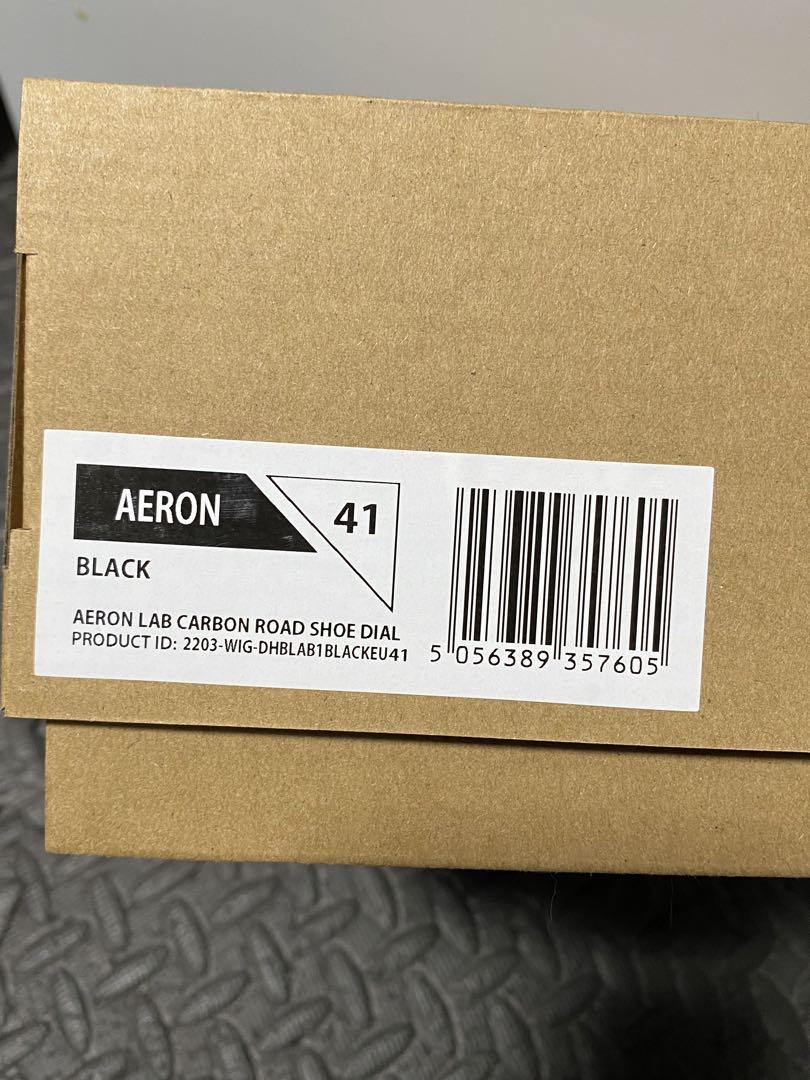 AERON
41
BLACK
AERON LAB CARBON ROAD SHOE DIAL
PRODUCT ID: 2203-WIG-DHBLAB1BLACKEU41
5 056389 357605